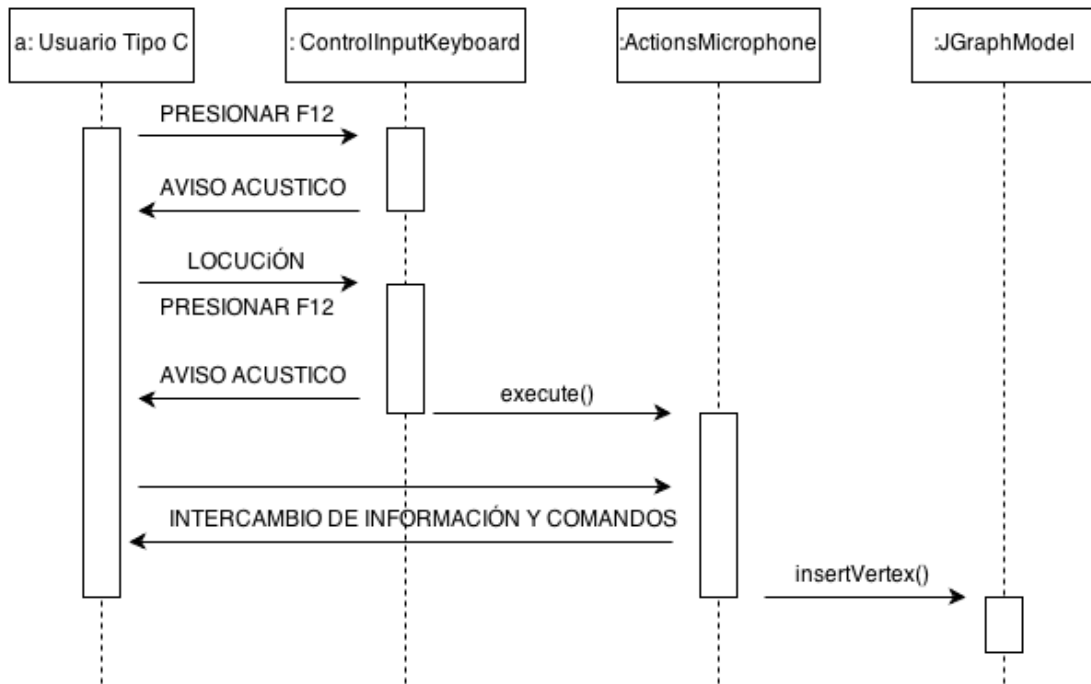 a: Usuario Tipo C
: ControlInputKeyboard
:ActionsMicrophone
:JGraphModel
PRESIONAR F12
AVISO ACUSTICO
LOCUCiÓN
PRESIONAR F12
AVISO ACUSTICO
execute()
INTERCAMBIO DE INFORMACIÓN Y COMANDOS
insertVertex()